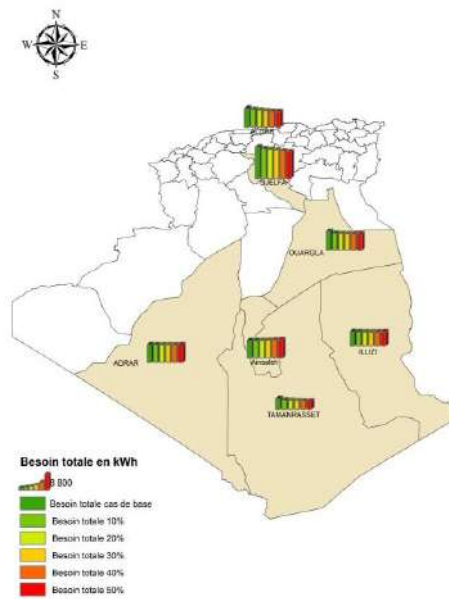 N
W E
S
ALGER
DJELFA
OUARGLA
ADRAR
ILLIZI
TAMANRASSET
Besoin totale en kWh
8 800
Besoin totale cas de base
Besoin totale 10%
Besoin totale 20%
Besoin totale 30%
Besoin totale 40%
Besoin totale 50%